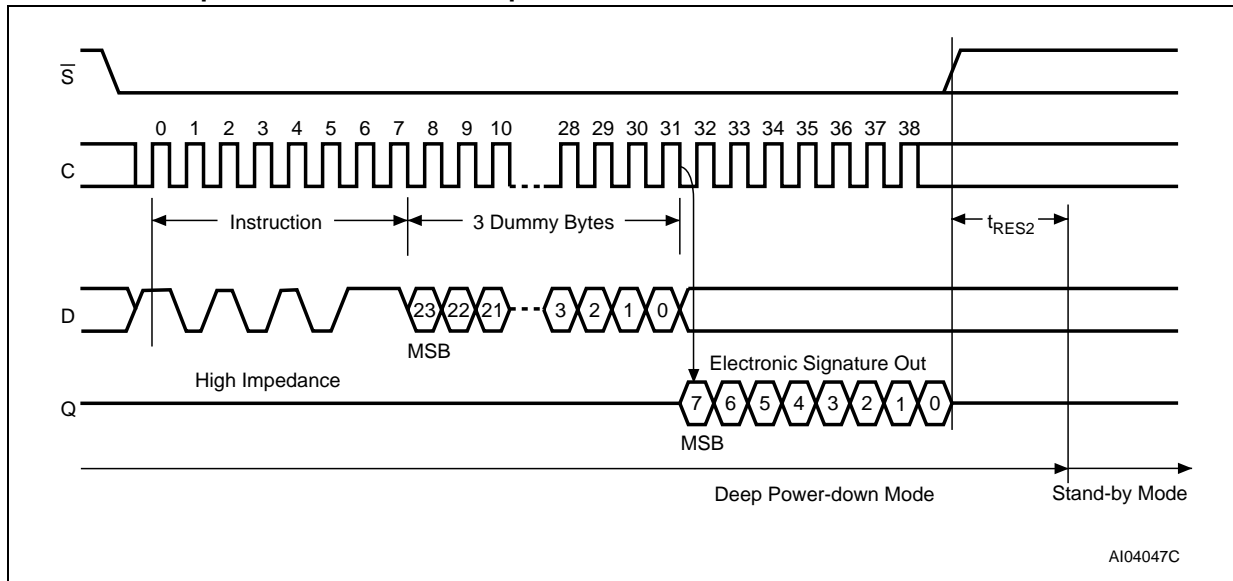 S
0 1 2 3 4 5 6 7 8 9 10 28 29 30 31 32 33 34 35 36 37 38
C
Instruction 3 Dummy Bytes tRES2
D 23 22 21 3 2 1 0
MSB
High Impedance Electronic Signature Out
Q 7 6 5 4 3 2 1 0
MSB
Deep Power-down Mode Stand-by Mode
AI04047C